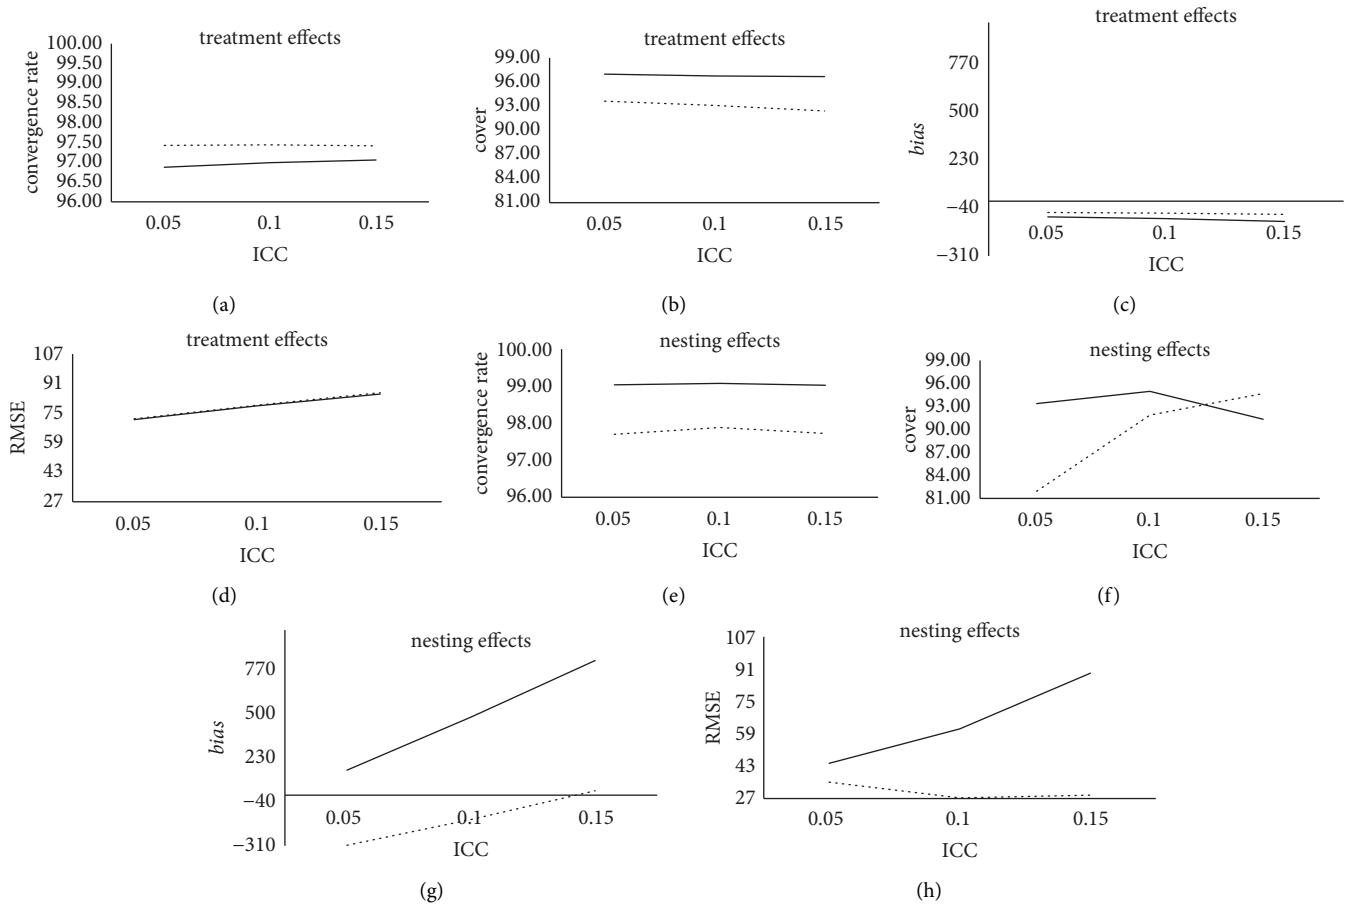 treatment effects
convergence rate
100.00
99.50
99.00
98.50
98.00
97.50
97.00
96.50
96.00
0.05 0.1 0.15
ICC
(a)
treatment effects
cover
99.00
96.00
93.00
90.00
87.00
84.00
81.00
0.05 0.1 0.15
ICC
(b)
treatment effects
bias
770
500
230
−40
−310
0.05 0.1 0.15
ICC
(c)
treatment effects
RMSE
107
91
75
59
43
27
0.05 0.1 0.15
ICC
(d)
nesting effects
convergence rate
100.00
99.00
98.00
97.00
96.00
0.05 0.1 0.15
ICC
(e)
nesting effects
cover
99.00
96.00
93.00
90.00
87.00
84.00
81.00
0.05 0.1 0.15
ICC
(f)
nesting effects
bias
770
500
230
−40
−310
0.05 0.1 0.15
ICC
(g)
nesting effects
RMSE
107
91
75
59
43
27
0.05 0.1 0.15
ICC
(h)